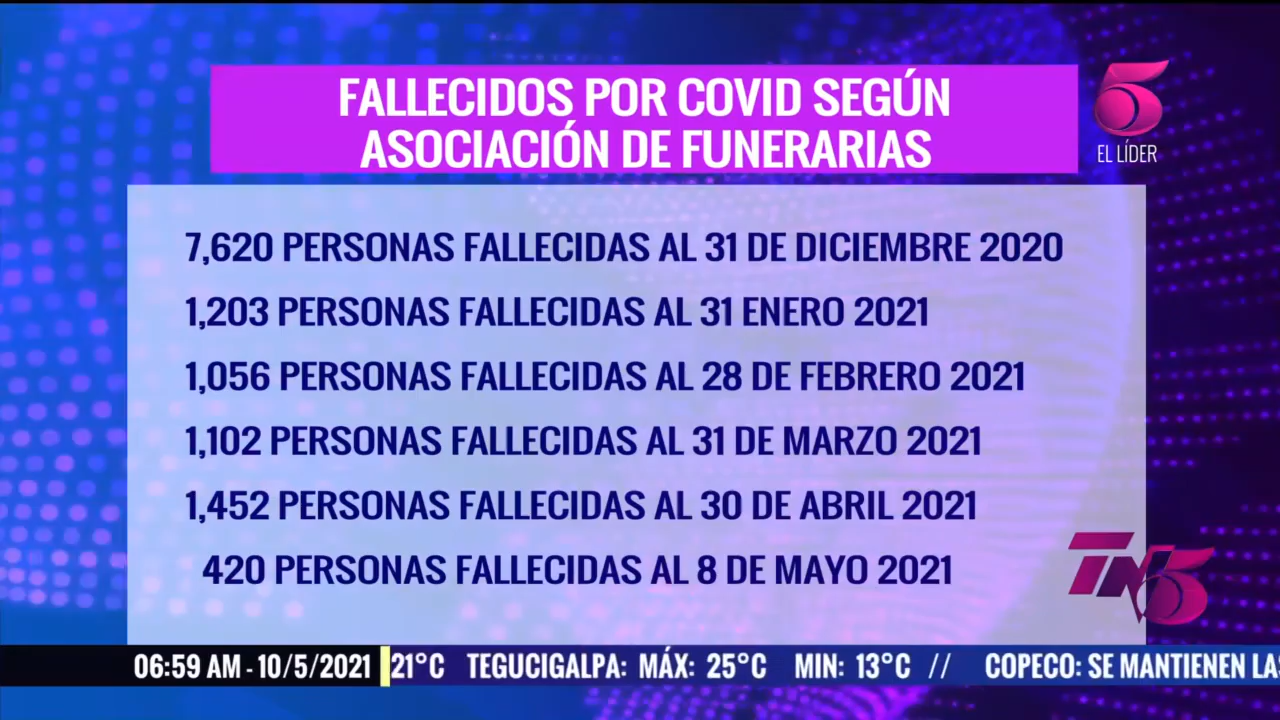 FALLECIDOS POR COVID SEGÚN
ASOCIACIÓN DE FUNERARIAS
5
EL LÍDER
7,620 PERSONAS FALLECIDAS AL 31 DE DICIEMBRE 2020
1,203 PERSONAS FALLECIDAS AL 31 ENERO 2021
1,056 PERSONAS FALLECIDAS AL 28 DE FEBRERO 2021
1,102 PERSONAS FALLECIDAS AL 31 DE MARZO 2021
1,452 PERSONAS FALLECIDAS AL 30 DE ABRIL 2021
420 PERSONAS FALLECIDAS AL 8 DE MAYO 2021
TN5
06:59 AM - 10/5/2021 21°C TEGUCIGALPA: MÁX: 25°C MIN: 13°C // COPECO: SE MANTIENEN LAS